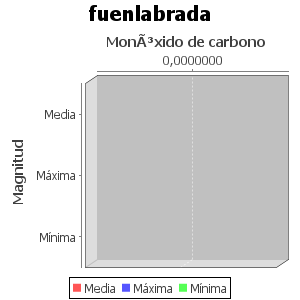 fuenlabrada
MonÃ³xido de carbono
0,0000000
Magnitud
Media
Máxima
Mínima
Media Máxima Mínima